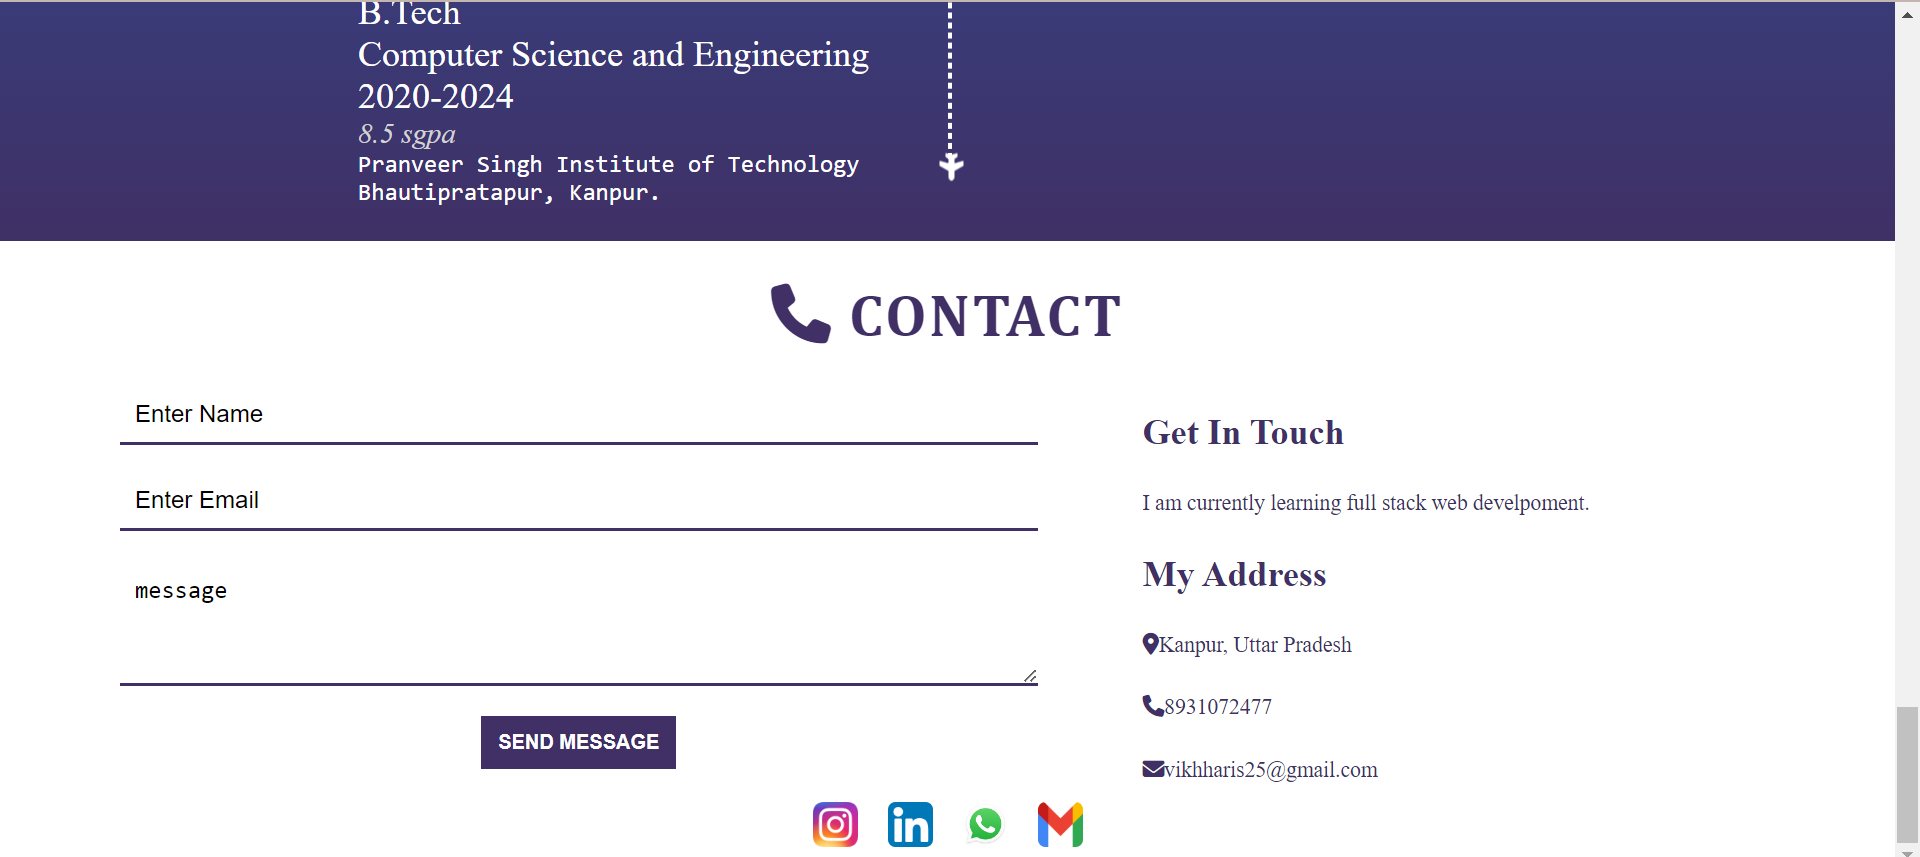 B.Tech
Computer Science and Engineering
2020-2024
8.5 sgpa
Pranveer Singh Institute of Technology
Bhautipratapur, Kanpur.
CONTACT
Enter Name
Enter Email
message
SEND MESSAGE
Get In Touch
I am currently learning full stack web develpoment.
My Address
Kanpur, Uttar Pradesh
8931072477
vikhharis25@gmail.com
in